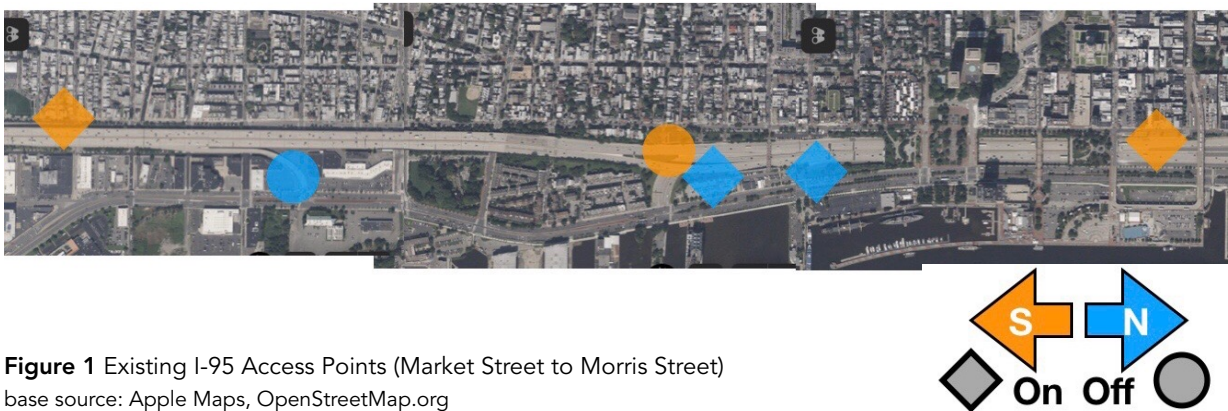 S
N
On Off
Figure 1 Existing I-95 Access Points (Market Street to Morris Street)
base source: Apple Maps, OpenStreetMap.org